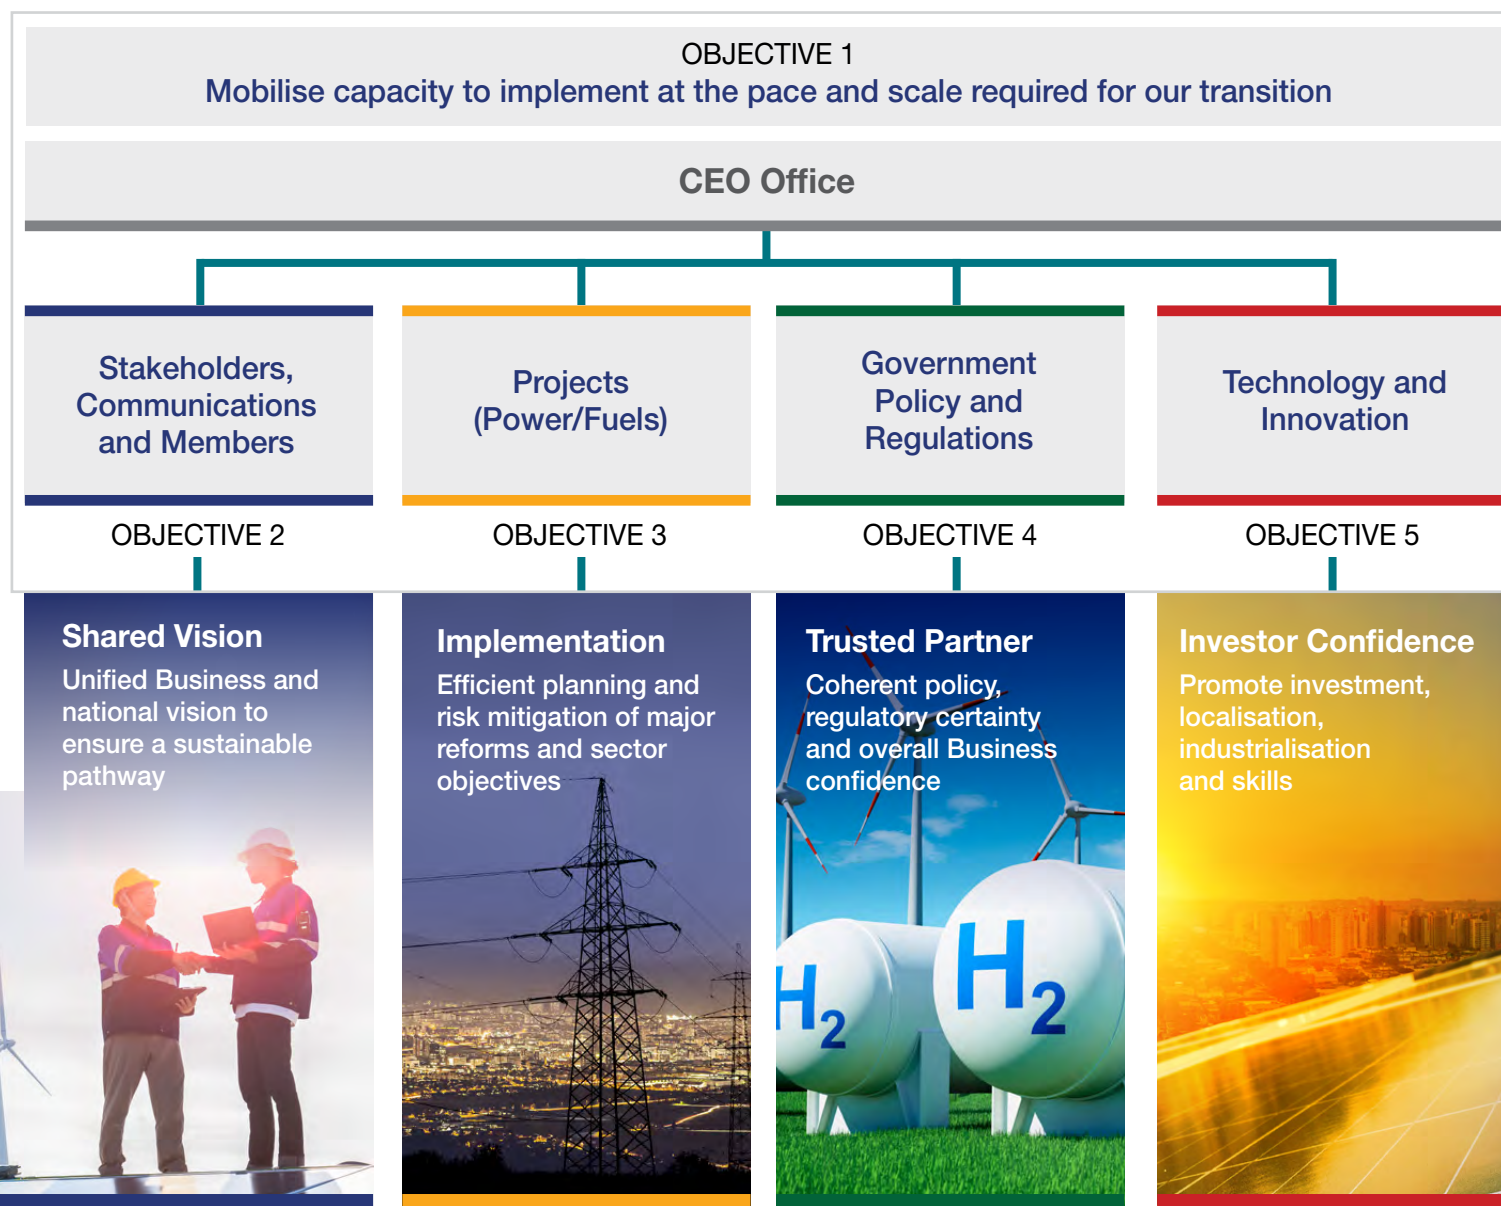 OBJECTIVE 1
Mobilise capacity to implement at the pace and scale required for our transition
CEO Office
Stakeholders,
Communications
and Members
Projects
(Power/Fuels)
Government
Policy and
Regulations
Technology and
Innovation
OBJECTIVE 2
OBJECTIVE 3
OBJECTIVE 4
OBJECTIVE 5
Shared Vision
Unified Business and
national vision to
ensure a sustainable
pathway
Implementation
Efficient planning and
risk mitigation of major
reforms and sector
objectives
Trusted Partner
Coherent policy,
regulatory certainty
and overall Business
confidence
Investor Confidence
Promote investment,
localisation,
industrialisation
and skills
H2
H2